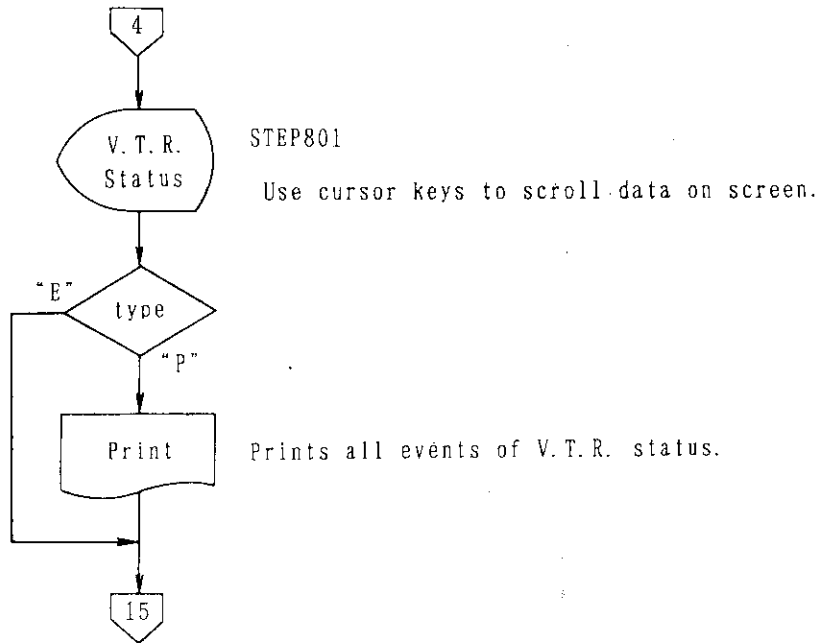 4
V.T.R.
Status
STEP801
Use cursor keys to scroll data on screen.
“E”
type
“P”
Print
Prints all events of V.T.R. status.
15